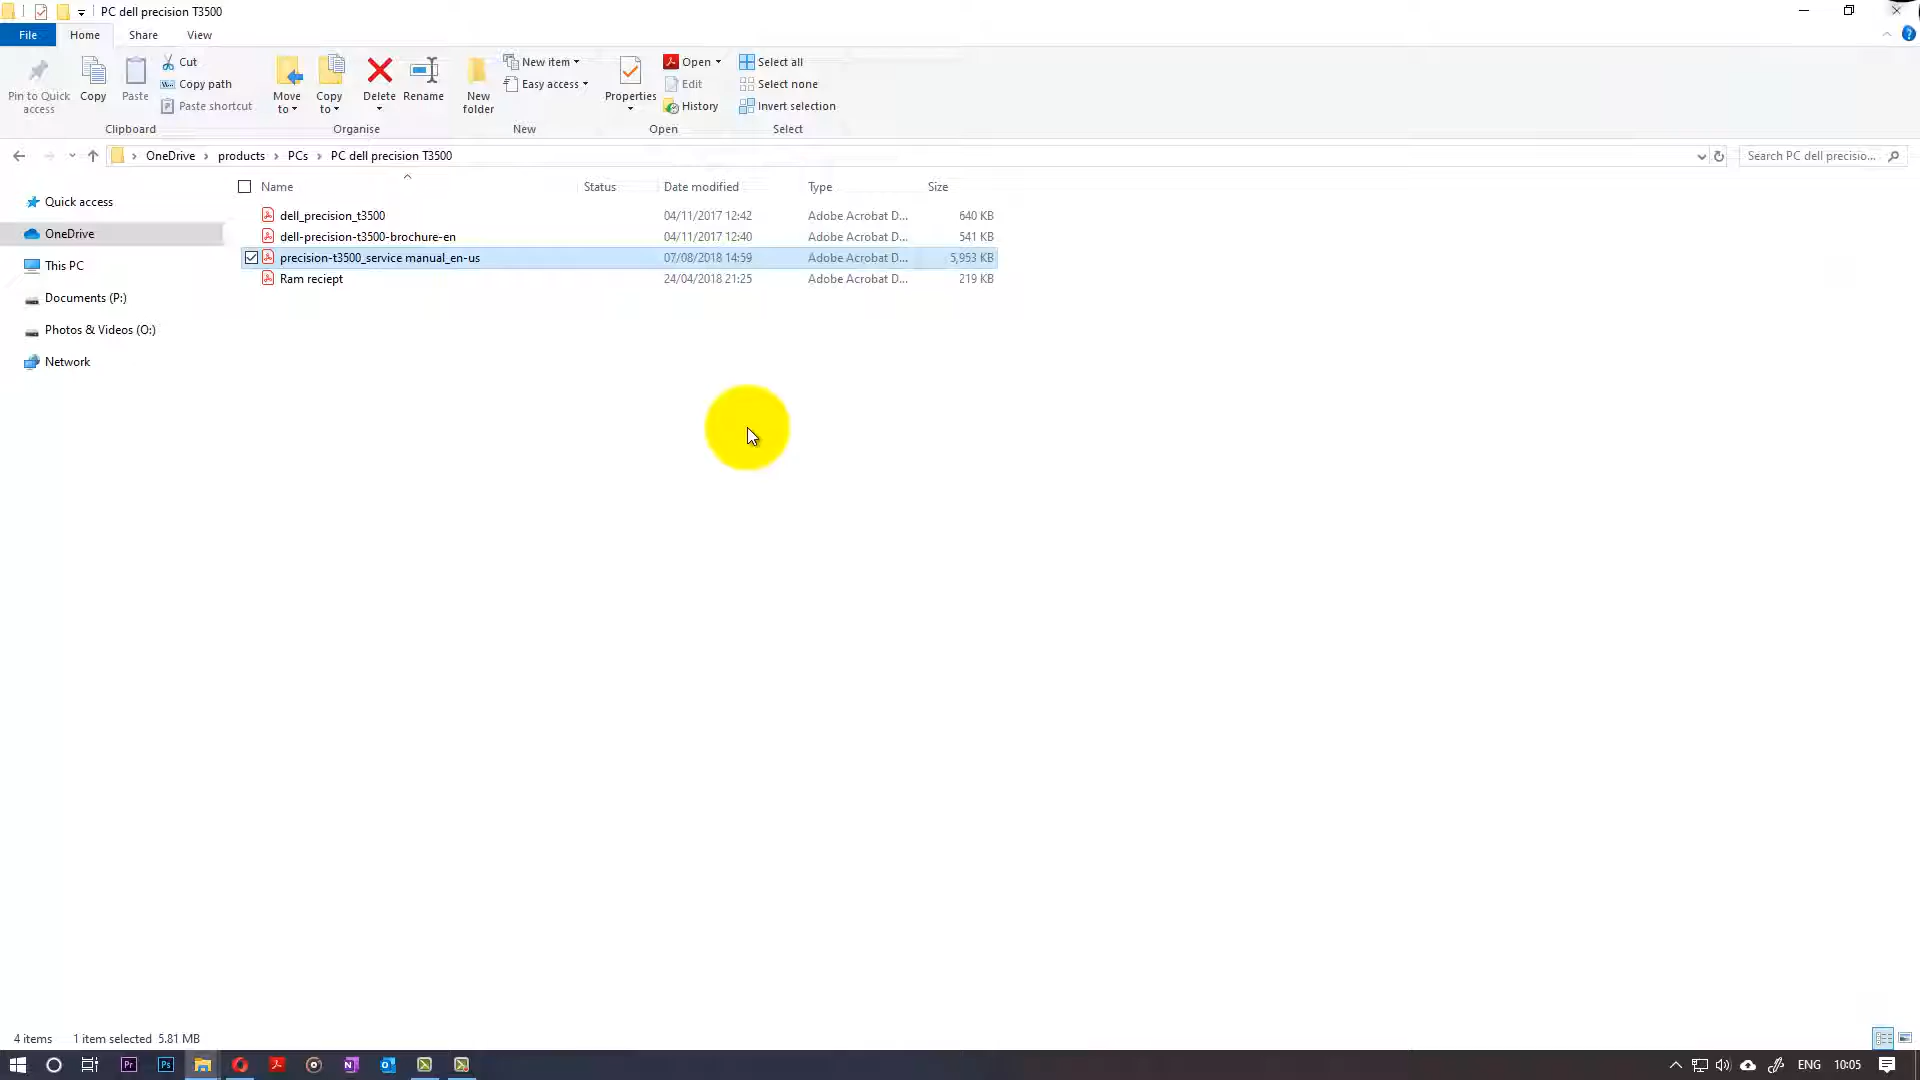 PC dell precision T3500
File Home Share View
Pin to Quick access
Copy
Paste
Cut
Copy path
Paste shortcut
Move to
Copy to
Delete
Rename
New folder
New item
Easy access
Properties
Open
Edit
History
Select all
Select none
Invert selection
Clipboard Organise New Open Select
OneDrive products PCs PC dell precision T3500
Search PC dell precisio...
Name Status Date modified Type Size
dell_precision_t3500 04/11/2017 12:42 Adobe Acrobat D... 640 KB
dell-precision-t3500-brochure-en 04/11/2017 12:40 Adobe Acrobat D... 541 KB
precision-t3500_service manual_en-us 07/08/2018 14:59 Adobe Acrobat D... 5,953 KB
Ram reciept 24/04/2018 21:25 Adobe Acrobat D... 219 KB
Quick access
OneDrive
This PC
Documents (P:)
Photos & Videos (O:)
Network
4 items 1 item selected 5.81 MB
Pr Ps ENG 10:05